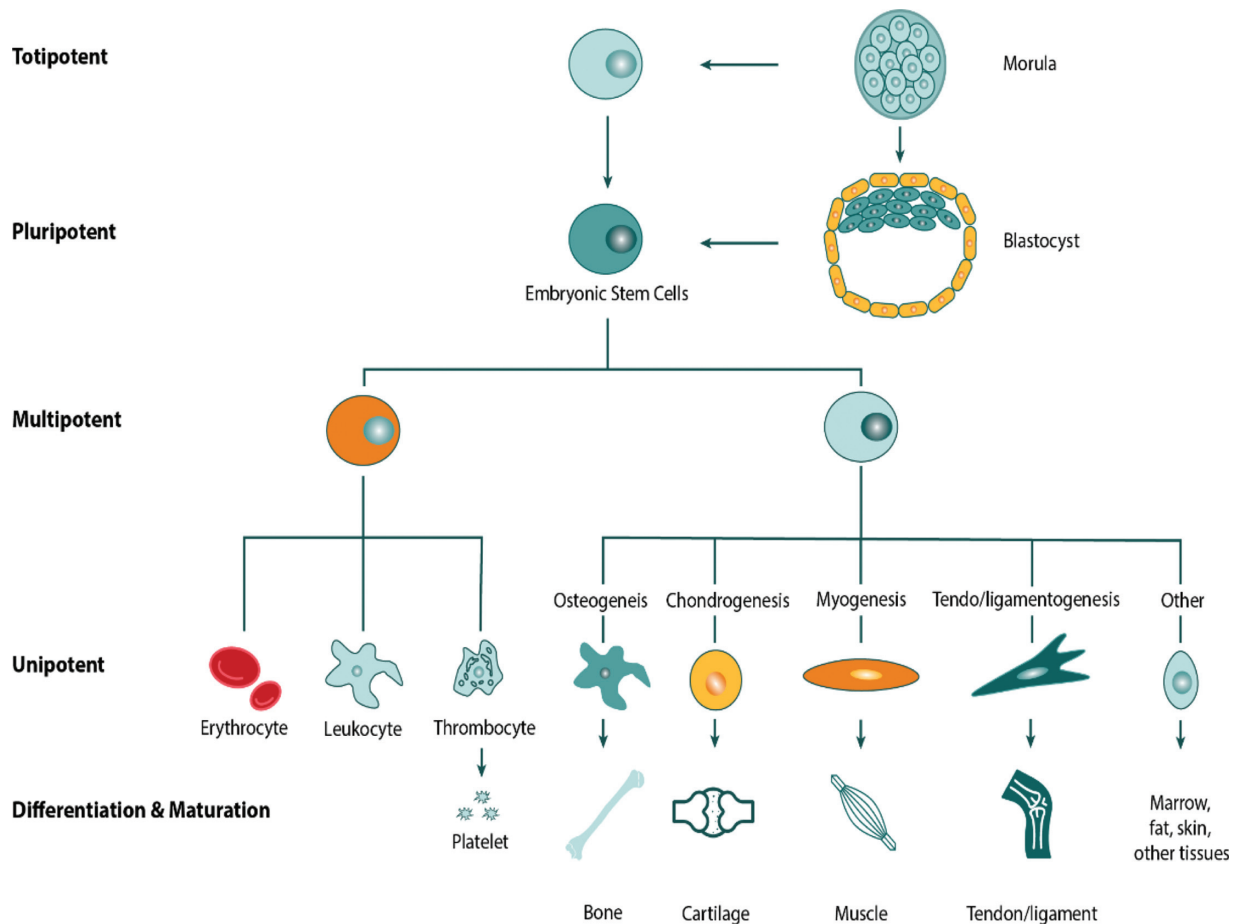 Totipotent
Morula
Pluripotent
Blastocyst
Embryonic Stem Cells
Multipotent
Osteogeneis
Chondrogenesis
Myogenesis
Tendo/ligamentogenesis
Other
Unipotent
Erythrocyte
Leukocyte
Thrombocyte
Differentiation & Maturation
Platelet
Marrow,
fat, skin,
other tissues
Bone
Cartilage
Muscle
Tendon/ligament